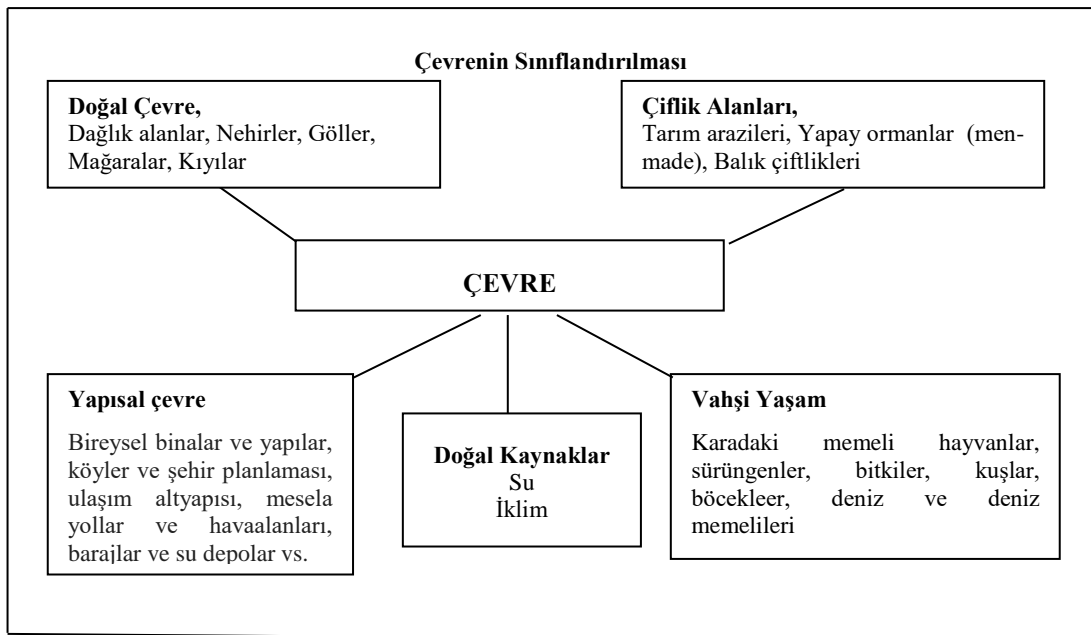 Çevrenin Sınıflandırılması
Doğal Çevre,
Dağlık alanlar, Nehirler, Göller,
Mağaralar, Kıyılar
Çiflik Alanları,
Tarım arazileri, Yapay ormanlar (men-
made), Balık çiftlikleri
ÇEVRE
Yapısal çevre
Bireysel binalar ve yapılar,
köyler ve şehir planlaması,
ulaşım altyapısı, mesela
yollar ve havaalanları,
barajlar ve su depolar vs.
Doğal Kaynaklar
Su
İklim
Vahşi Yaşam
Karadaki memeli hayvanlar,
sürüngenler, bitkiler, kuşlar,
böcekleer, deniz ve deniz
memelileri